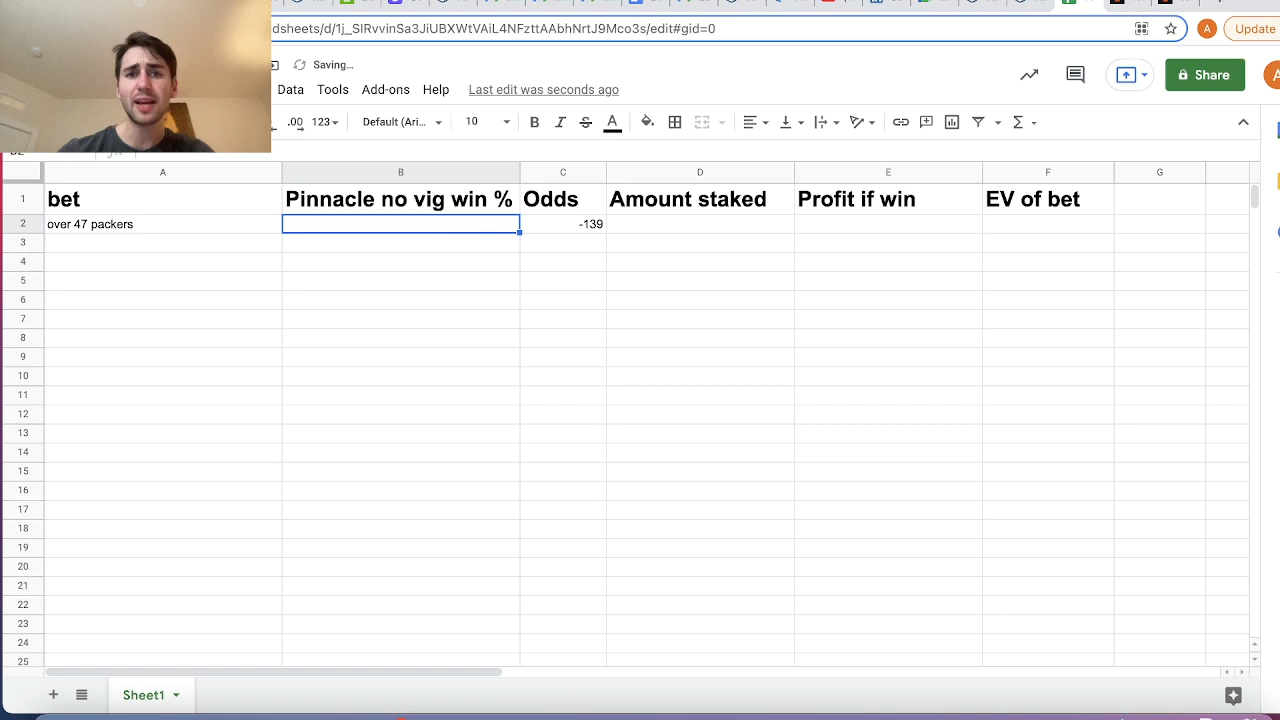 dsheets/d/1j_SIRvvinSa3JiUBXWtVAiL4NFzttAAbhNrtJ9Mco3s/edit#gid=0
A
Update
Saving...
Data Tools Add-ons Help Last edit was seconds ago
Share
.00 123 Default (Ari... 10 B I S A
A B C D E F G
1 bet Pinnacle no vig win % Odds Amount staked Profit if win EV of bet
2 over 47 packers -139
3
4
5
6
7
8
9
10
11
12
13
14
15
16
17
18
19
20
21
22
23
24
25
Sheet1